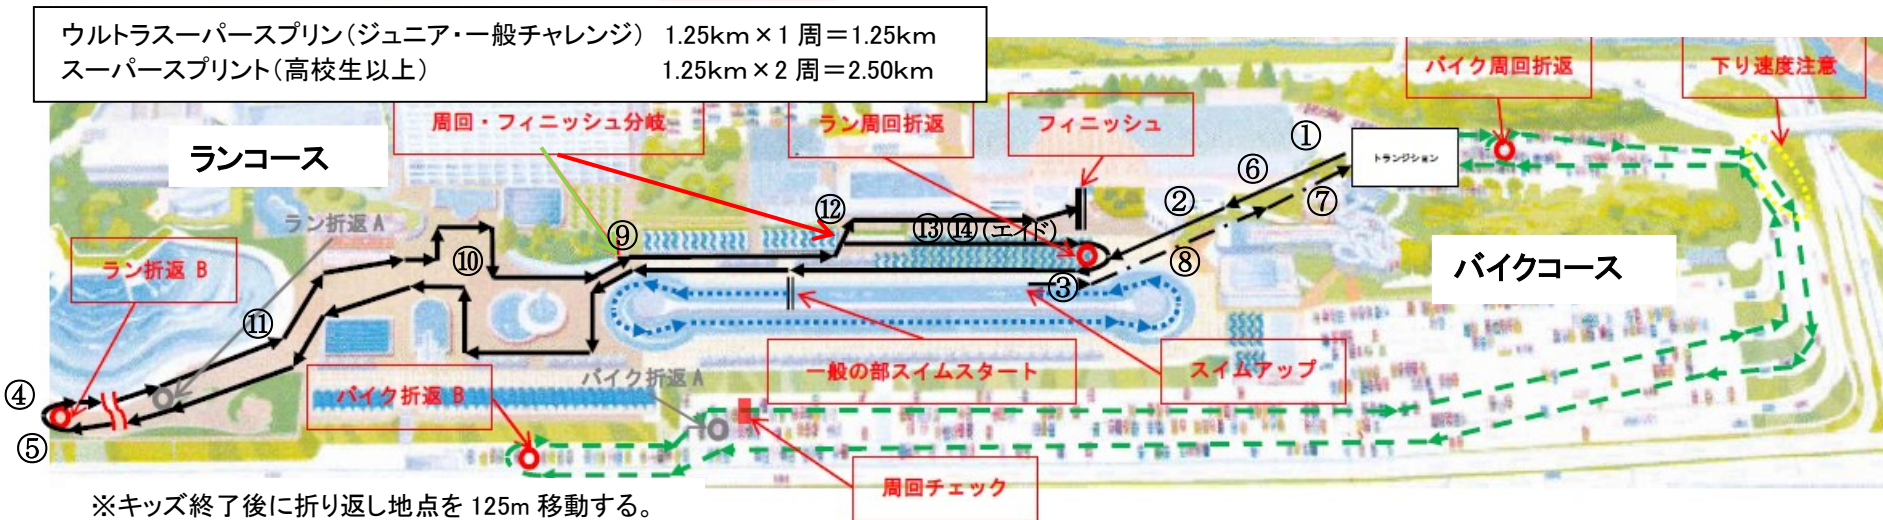 ウルトラスーパースプリン（ジュニア・一般チャレンジ） 1.25km×1 周＝1.25km
スーパースプリント（高校生以上） 1.25km×2 周＝2.50km
ランコース
周回・フィニッシュ分岐
ラン周回折返
フィニッシュ
バイク周回折返
下り速度注意
①
トランジション
⑥
②
⑦
ラン折返 A
⑫
⑨
⑬⑭(エイド)
⑩
⑧
ラン折返 B
バイクコース
③
⑪
一般の部スイムスタート
スイムアップ
バイク折返 B
バイク折返 A
④
⑤
周回チェック
※キッズ終了後に折り返し地点を 125m 移動する。